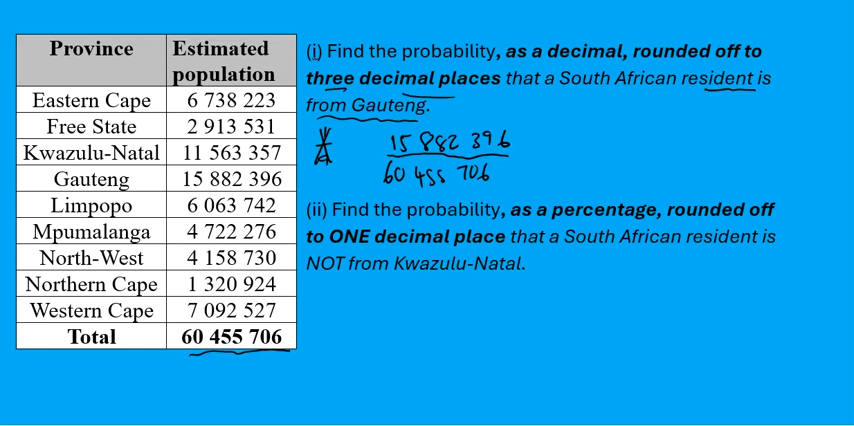 Province Estimated population
Eastern Cape 6 738 223
Free State 2 913 531
Kwazulu-Natal 11 563 357
Gauteng 15 882 396
Limpopo 6 063 742
Mpumalanga 4 722 276
North-West 4 158 730
Northern Cape 1 320 924
Western Cape 7 092 527
Total 60 455 706
(i) Find the probability, as a decimal, rounded off to
three decimal places that a South African resident is
from Gauteng.
15 882 396
60 455 706
(ii) Find the probability, as a percentage, rounded off
to ONE decimal place that a South African resident is
NOT from Kwazulu-Natal.